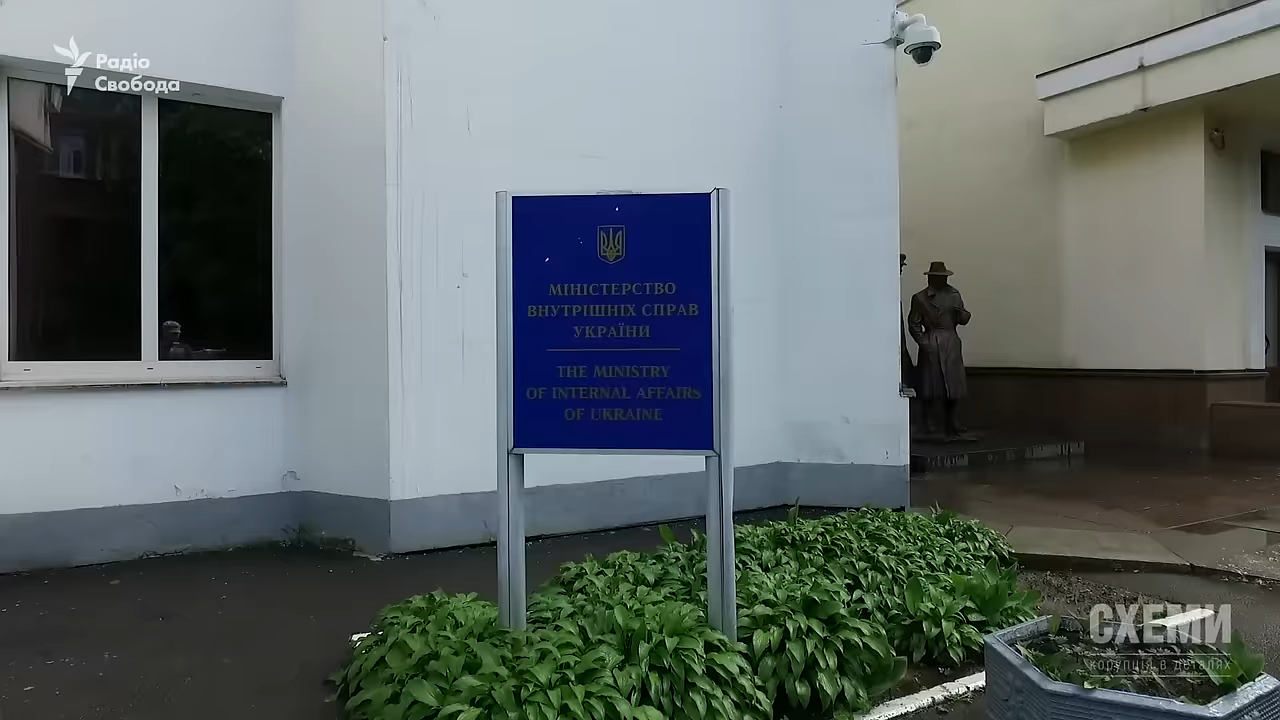 Радіо
Свобода
МІНІСТЕРСТВО
ВНУТРІШНІХ СПРАВ
УКРАЇНИ
THE MINISTRY
OF INTERNAL AFFAIRS
OF UKRAINE
СХЕМИ
корупція в деталях